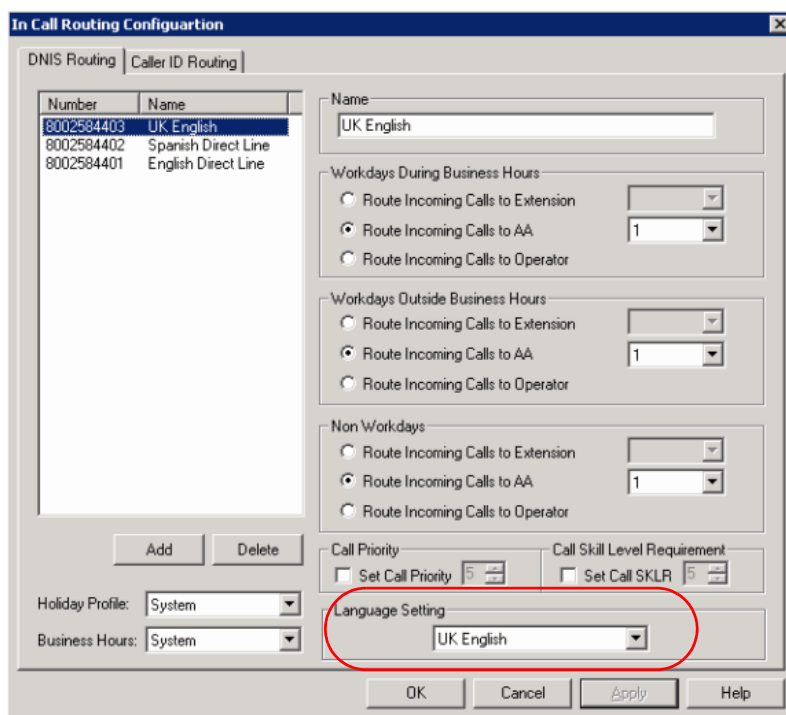 In Call Routing Configuartion
DNIS Routing
Caller ID Routing
Number Name
8002584403 UK English
8002584402 Spanish Direct Line
8002584401 English Direct Line
Add
Delete
Holiday Profile: System
Business Hours: System
Name
UK English
Workdays During Business Hours
Route Incoming Calls to Extension
Route Incoming Calls to AA 1
Route Incoming Calls to Operator
Workdays Outside Business Hours
Route Incoming Calls to Extension
Route Incoming Calls to AA 1
Route Incoming Calls to Operator
Non Workdays
Route Incoming Calls to Extension
Route Incoming Calls to AA 1
Route Incoming Calls to Operator
Call Priority
Set Call Priority 5
Call Skill Level Requirement
Set Call SKLR 5
Language Setting
UK English
OK
Cancel
Apply
Help